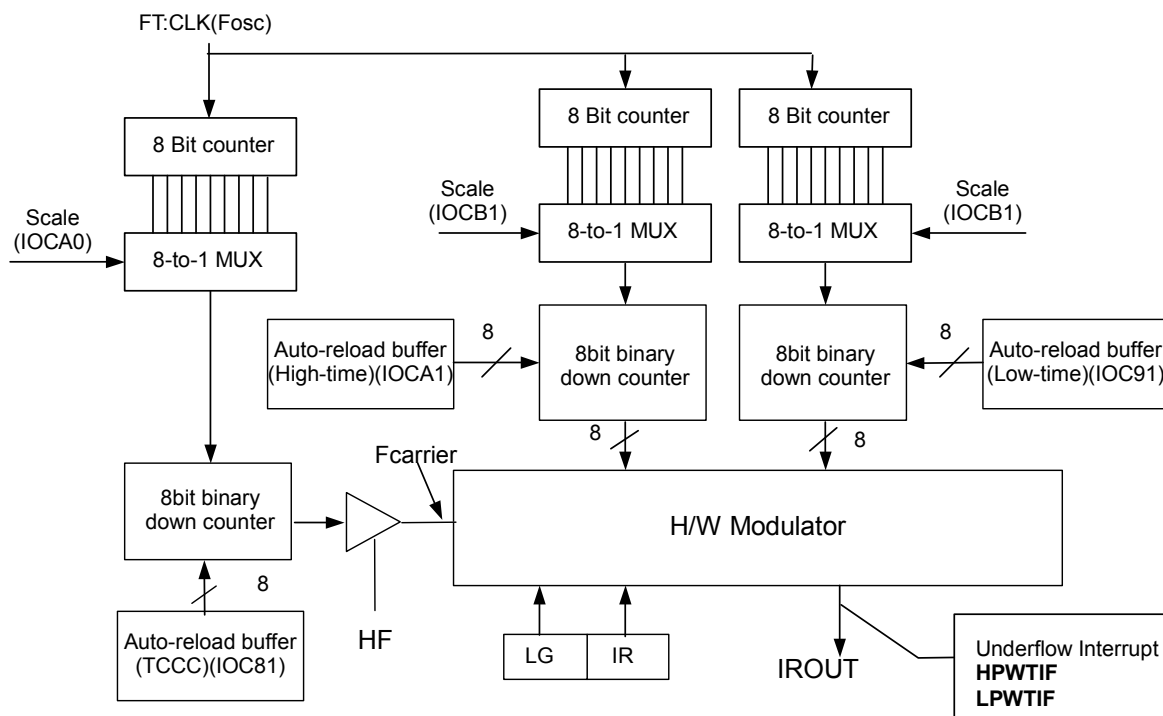 FT:CLK(Fosc)
8 Bit counter
8 Bit counter
8 Bit counter
Scale
(IOCA0)
Scale
(IOCB1)
Scale
(IOCB1)
8-to-1 MUX
8-to-1 MUX
8-to-1 MUX
Auto-reload buffer
(High-time)(IOCA1)
8
8bit binary
down counter
8bit binary
down counter
8
Auto-reload buffer
(Low-time)(IOC91)
8
8
Fcarrier
8bit binary
down counter
H/W Modulator
8
Auto-reload buffer
(TCCC)(IOC81)
HF
LG
IR
IROUT
Underflow Interrupt
HPWTIF
LPWTIF